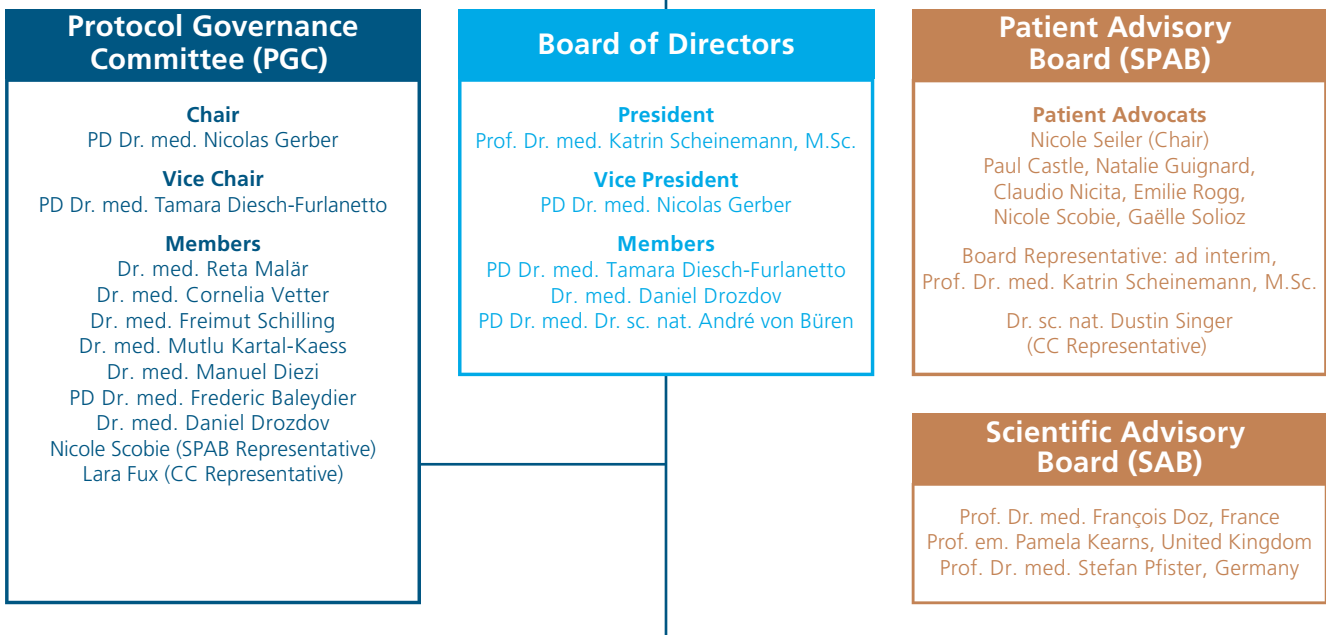 Protocol Governance
Committee (PGC)
Chair
PD Dr. med. Nicolas Gerber
Vice Chair
PD Dr. med. Tamara Diesch-Furlanetto
Members
Dr. med. Reta Malär
Dr. med. Cornelia Vetter
Dr. med. Freimut Schilling
Dr. med. Mutlu Kartal-Kaess
Dr. med. Manuel Diezi
PD Dr. med. Frederic Baleydier
Dr. med. Daniel Drozdov
Nicole Scobie (SPAB Representative)
Lara Fux (CC Representative)
Board of Directors
President
Prof. Dr. med. Katrin Scheinemann, M.Sc.
Vice President
PD Dr. med. Nicolas Gerber
Members
PD Dr. med. Tamara Diesch-Furlanetto
Dr. med. Daniel Drozdov
PD Dr. med. Dr. sc. nat. André von Büren
Patient Advisory
Board (SPAB)
Patient Advocats
Nicole Seiler (Chair)
Paul Castle, Natalie Guignard,
Claudio Nicita, Emilie Rogg,
Nicole Scobie, Gaëlle Solioz
Board Representative: ad interim,
Prof. Dr. med. Katrin Scheinemann, M.Sc.
Dr. sc. nat. Dustin Singer
(CC Representative)
Scientific Advisory
Board (SAB)
Prof. Dr. med. François Doz, France
Prof. em. Pamela Kearns, United Kingdom
Prof. Dr. med. Stefan Pfister, Germany